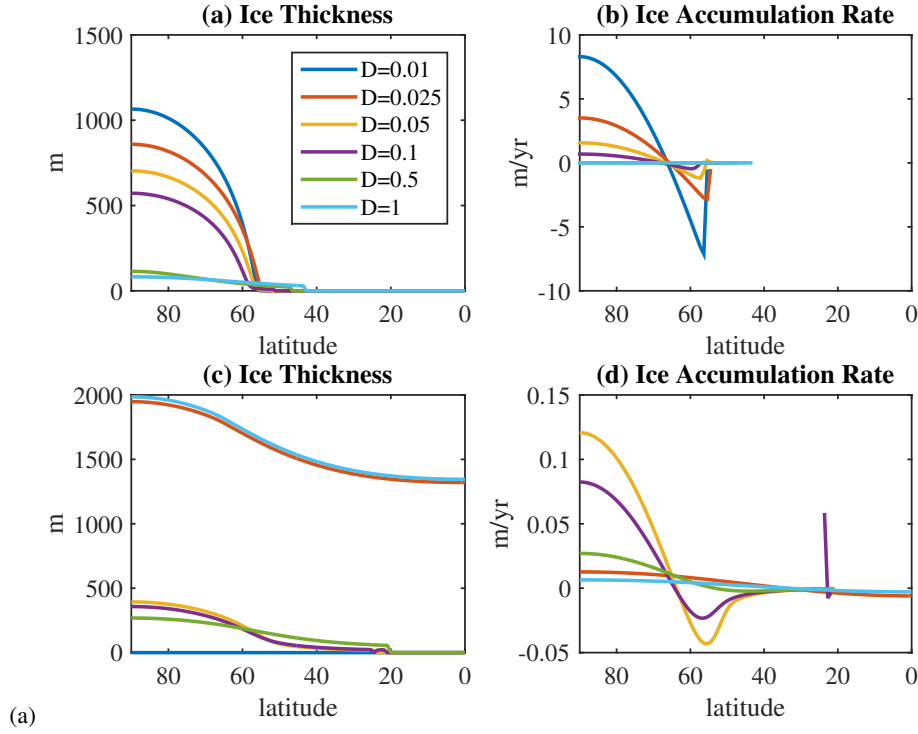 (a) Ice Thickness
1500
1000
500
0
m
80 60 40 20 0
latitude
D=0.01
D=0.025
D=0.05
D=0.1
D=0.5
D=1
(b) Ice Accumulation Rate
10
5
0
-5
-10
m/yr
80 60 40 20 0
latitude
(c) Ice Thickness
2000
1500
1000
500
0
m
80 60 40 20 0
latitude
(d) Ice Accumulation Rate
0.15
0.1
0.05
0
-0.05
m/yr
80 60 40 20 0
latitude
(a)